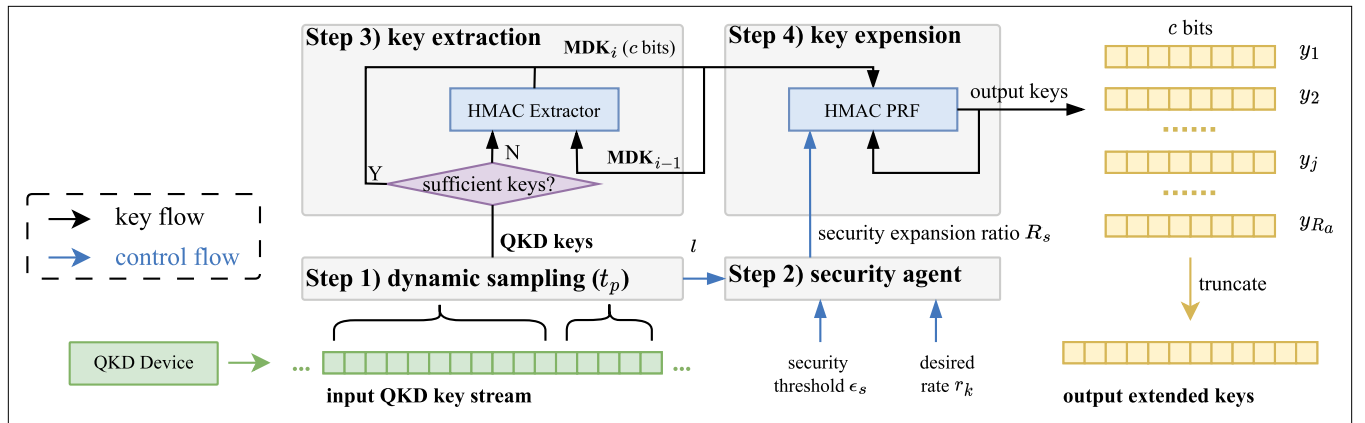 Step 3) key extraction
MDK_i (c bits)
HMAC Extractor
N
MDK_{i−1}
Y
sufficient keys?
QKD keys
Step 4) key expension
HMAC PRF
output keys
security expansion ratio R_s
c bits
y_1
y_2
......
y_j
......
y_{R_a}
truncate
key flow
control flow
Step 1) dynamic sampling (t_p)
l
Step 2) security agent
QKD Device
...
...
input QKD key stream
security
threshold ϵ_s
desired
rate r_k
output extended keys